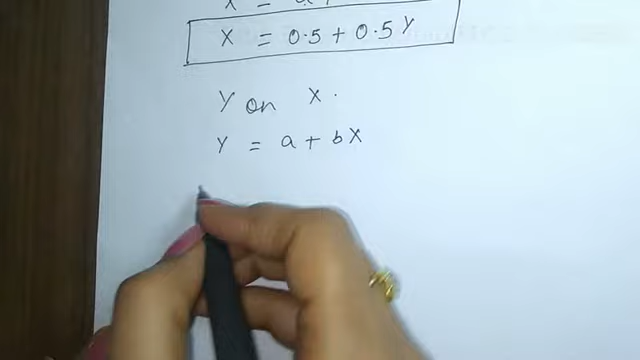 X = a +
X = 0.5 + 0.5 Y
Y on X.
Y = a + bX